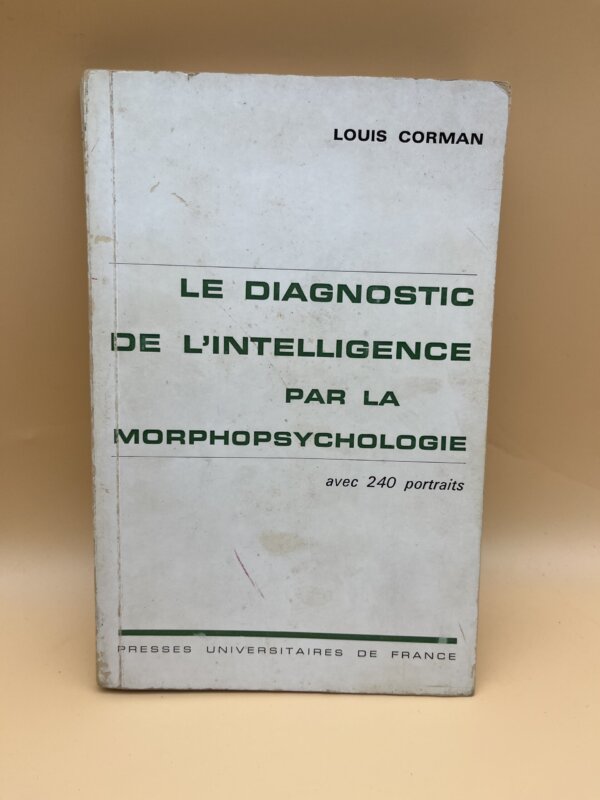 LOUIS CORMAN
LE DIAGNOSTIC
DE L'INTELLIGENCE
PAR LA
MORPHOPSYCHOLOGIE
avec 240 portraits
PRESSES UNIVERSITAIRES DE FRANCE